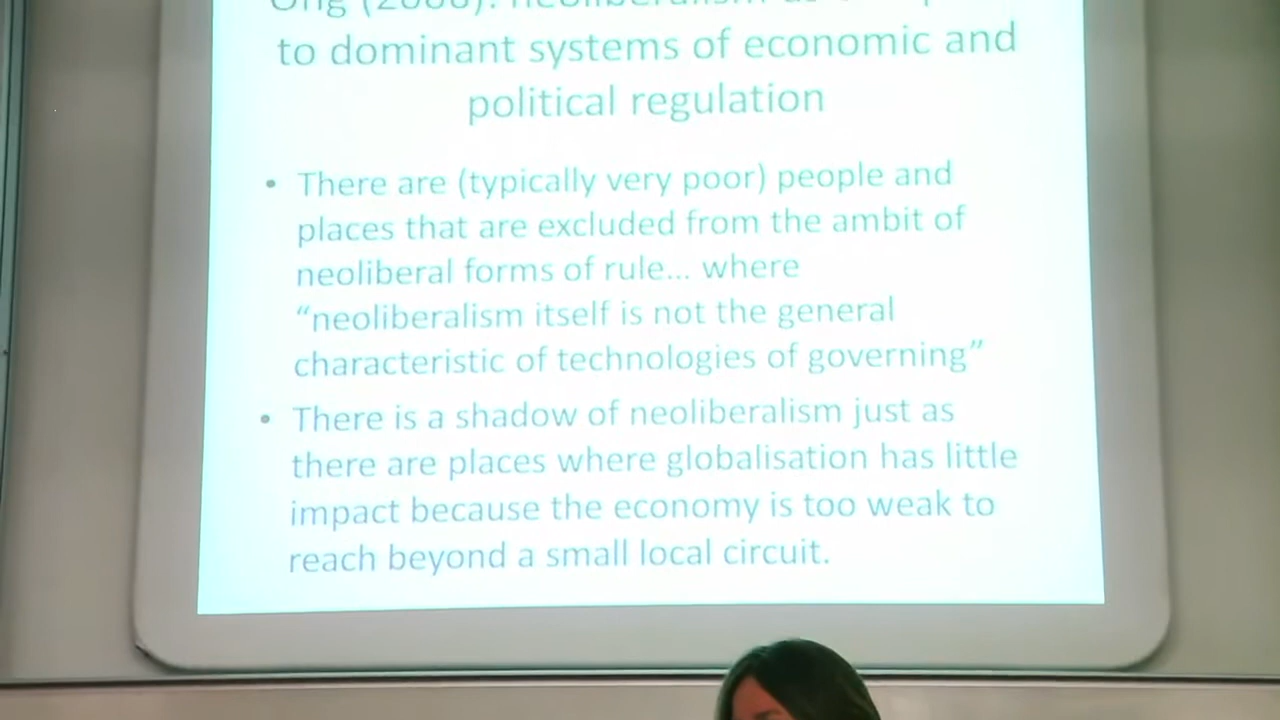 to dominant systems of economic and
political regulation
• There are (typically very poor) people and
places that are excluded from the ambit of
neoliberal forms of rule... where
“neoliberalism itself is not the general
characteristic of technologies of governing”
• There is a shadow of neoliberalism just as
there are places where globalisation has little
impact because the economy is too weak to
reach beyond a small local circuit.